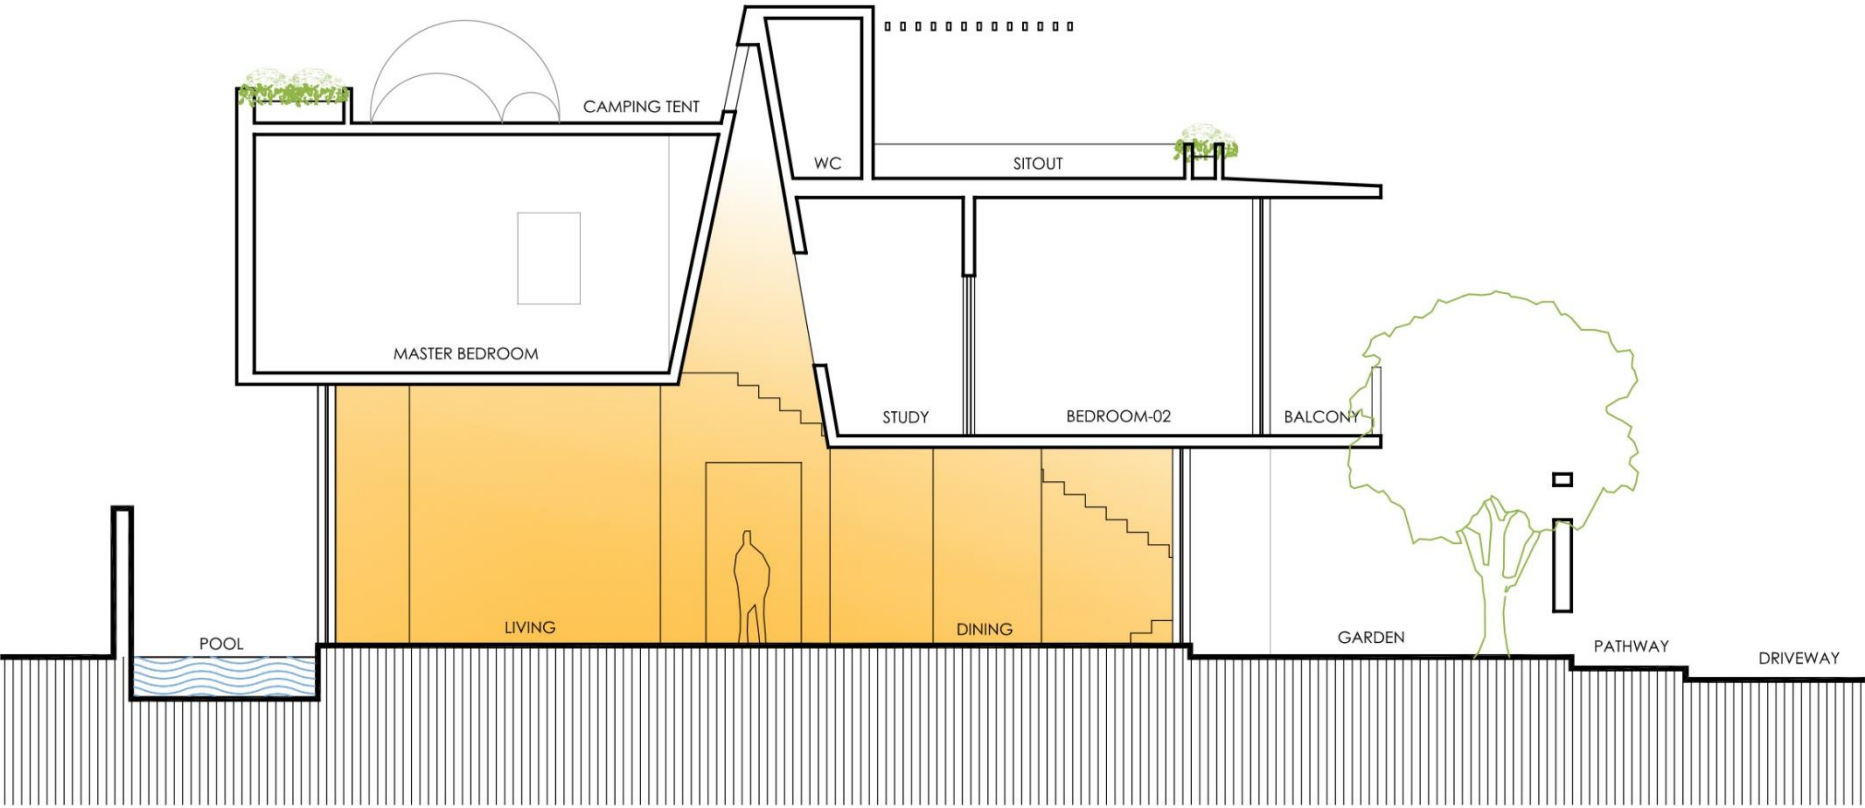 CAMPING TENT
WC
SITOUT
MASTER BEDROOM
STUDY
BEDROOM-02
BALCONY
POOL
LIVING
DINING
GARDEN
PATHWAY
DRIVEWAY